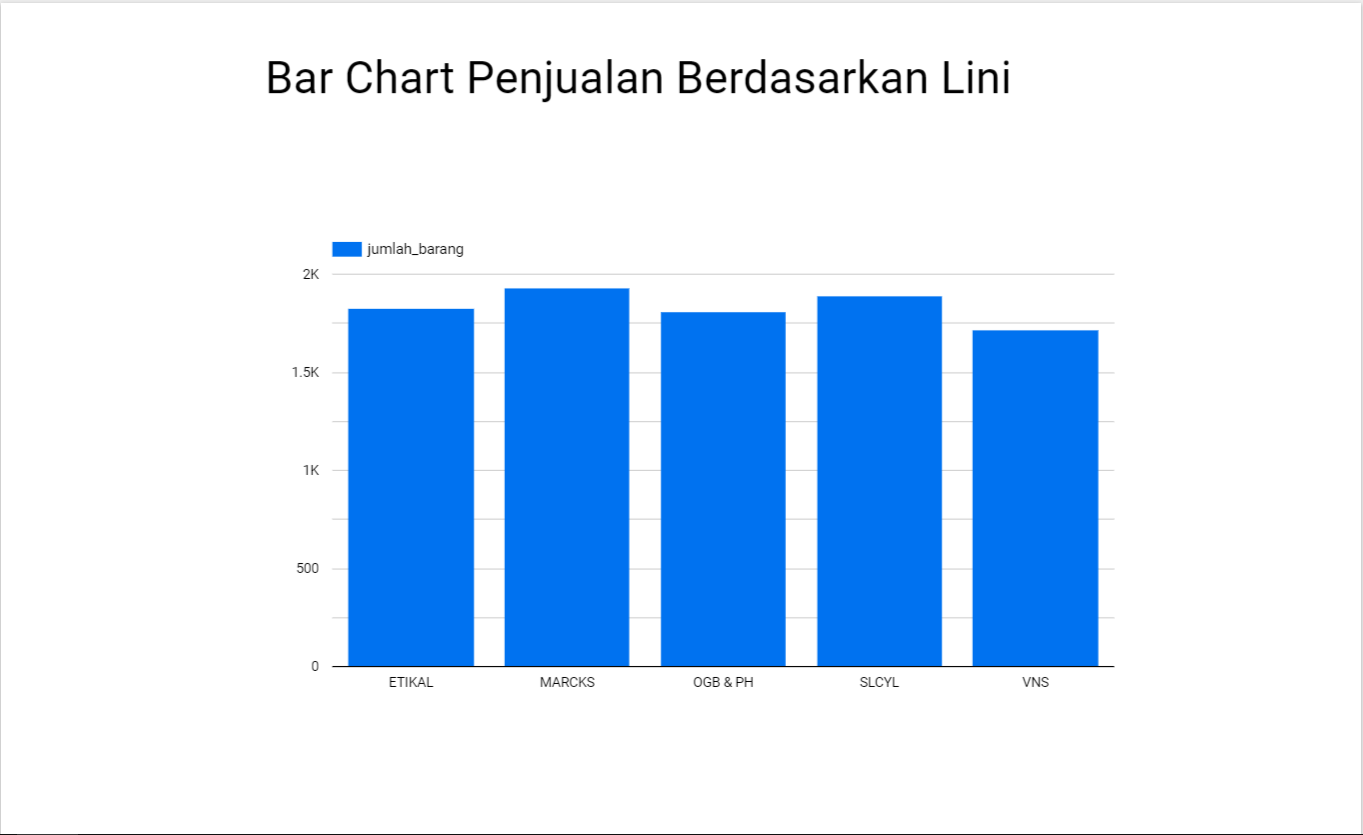 Bar Chart Penjualan Berdasarkan Lini
jumlah_barang
2K
1.5K
1K
500
0
ETIKAL MARCKS OGB & PH SLCYL VNS